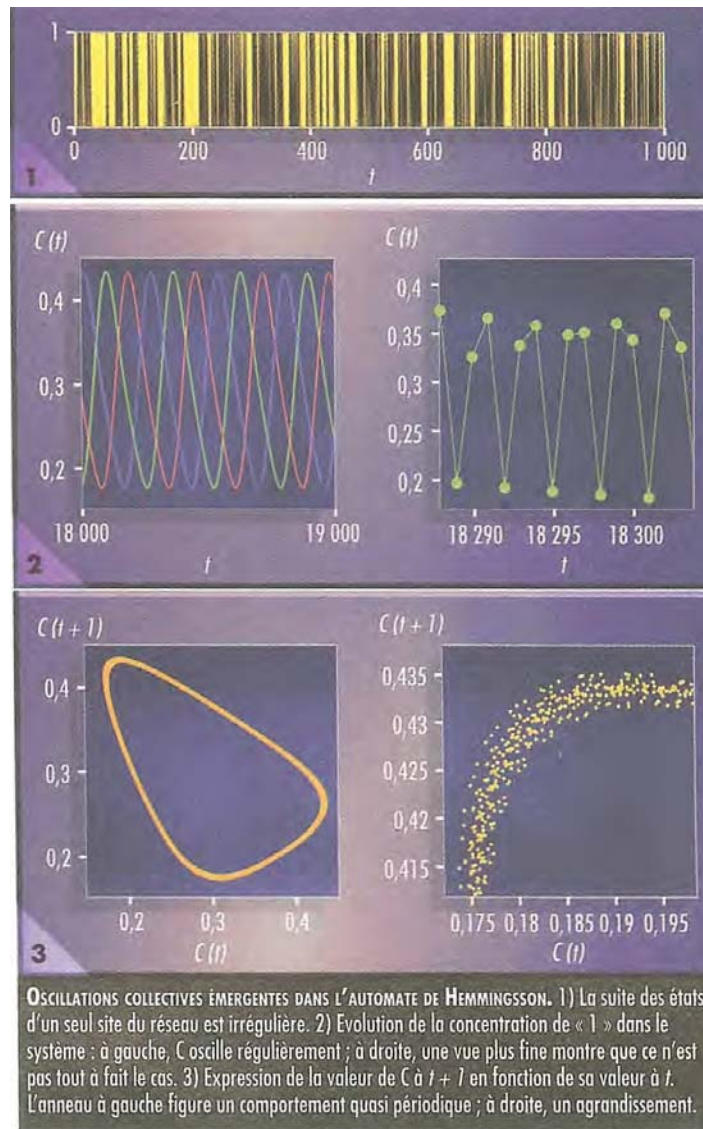 1
0
0 200 400 600 800 1 000
t
1
C (t) C (t)
0,4
0,3
0,2
18 000 19 000
t
0,4
0,35
0,3
0,25
0,2
18 290 18 295 18 300
t
2
C (t + 1) C (t + 1)
0,4
0,3
0,2
0,2 0,3 0,4
C (t)
0,435
0,43
0,425
0,42
0,415
0,175 0,18 0,185 0,19 0,195
C (t)
3
OSCILLATIONS COLLECTIVES ÉMERGENTES DANS L'AUTOMATE DE HEMMINGSSON. 1) La suite des états
d'un seul site du réseau est irrégulière. 2) Evolution de la concentration de « 1 » dans le
système : à gauche, C oscille régulièrement ; à droite, une vue plus fine montre que ce n'est
pas tout à fait le cas. 3) Expression de la valeur de C à t + 1 en fonction de sa valeur à t.
L'anneau à gauche figure un comportement quasi périodique ; à droite, un agrandissement.